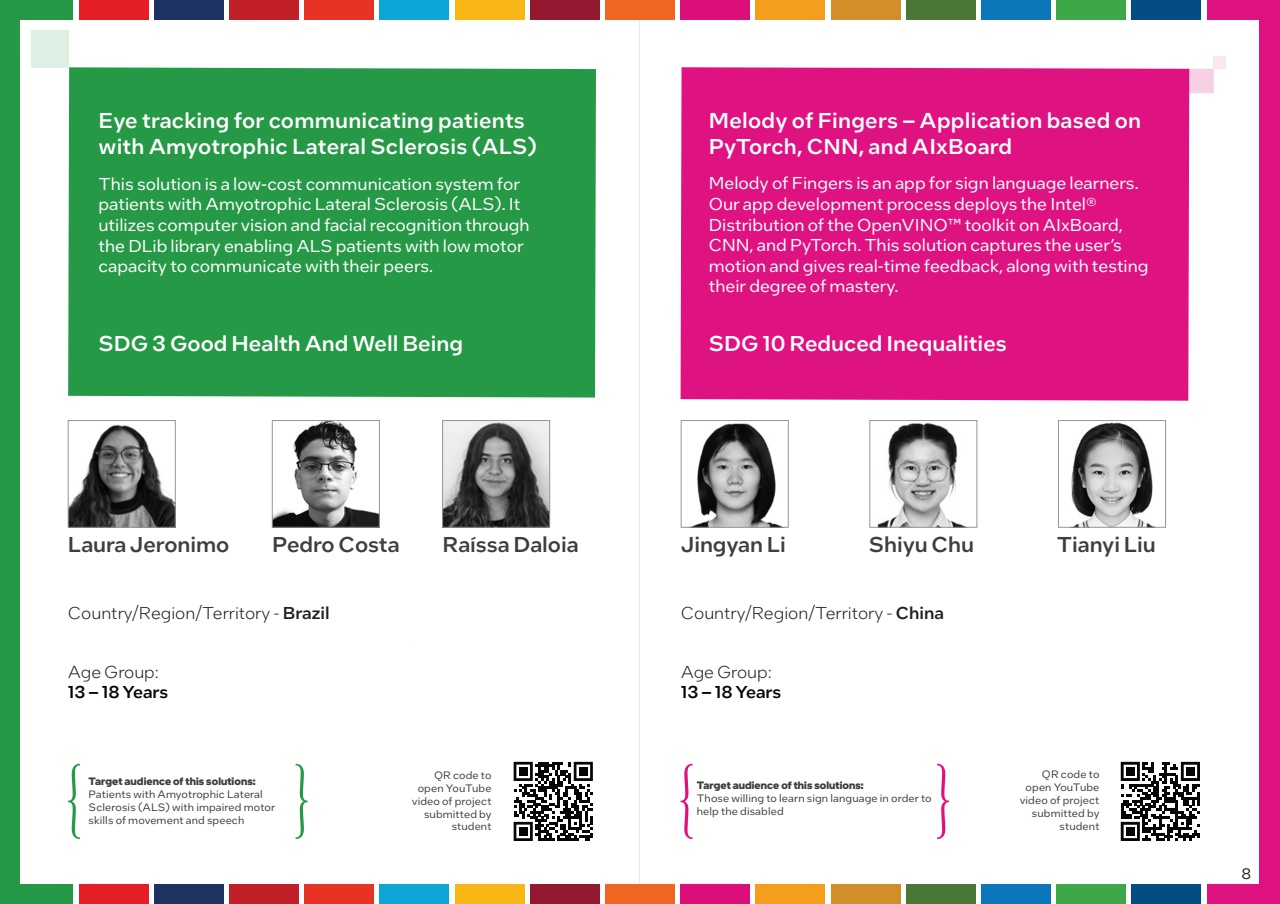 Eye tracking for communicating patients
with Amyotrophic Lateral Sclerosis (ALS)
This solution is a low-cost communication system for
patients with Amyotrophic Lateral Sclerosis (ALS). It
utilizes computer vision and facial recognition through
the DLib library enabling ALS patients with low motor
capacity to communicate with their peers.
SDG 3 Good Health And Well Being
Laura Jeronimo
Pedro Costa
Raíssa Daloia
Country/Region/Territory - Brazil
Age Group:
13 – 18 Years
Target audience of this solutions:
Patients with Amyotrophic Lateral
Sclerosis (ALS) with impaired motor
skills of movement and speech
QR code to
open YouTube
video of project
submitted by
student
Melody of Fingers – Application based on
PyTorch, CNN, and AIxBoard
Melody of Fingers is an app for sign language learners.
Our app development process deploys the Intel®
Distribution of the OpenVINO™ toolkit on AIxBoard,
CNN, and PyTorch. This solution captures the user’s
motion and gives real-time feedback, along with testing
their degree of mastery.
SDG 10 Reduced Inequalities
Jingyan Li
Shiyu Chu
Tianyi Liu
Country/Region/Territory - China
Age Group:
13 – 18 Years
Target audience of this solutions:
Those willing to learn sign language in order to
help the disabled
QR code to
open YouTube
video of project
submitted by
student
8